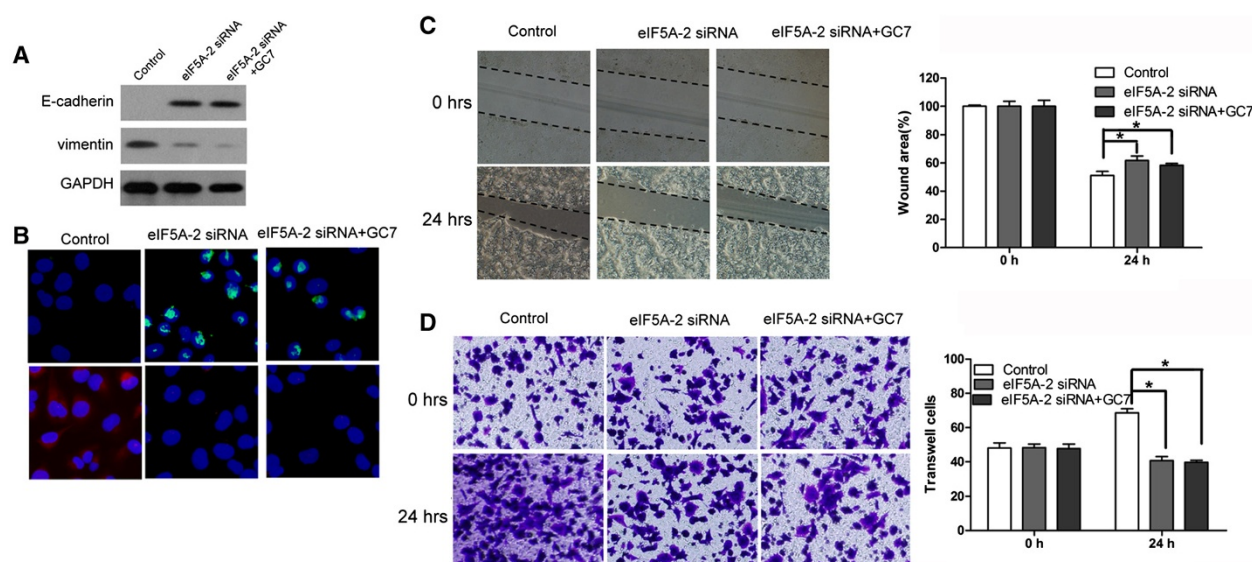 A
Control
eIF5A-2 siRNA
eIF5A-2 siRNA
+GC7
E-cadherin
vimentin
GAPDH
B
Control
eIF5A-2 siRNA
eIF5A-2 siRNA+GC7
C
Control
eIF5A-2 siRNA
eIF5A-2 siRNA+GC7
0 hrs
24 hrs
Wound area(%)
120
100
80
60
40
20
0
Control
eIF5A-2 siRNA
eIF5A-2 siRNA+GC7
*
*
0 h
24 h
D
Control
eIF5A-2 siRNA
eIF5A-2 siRNA+GC7
0 hrs
24 hrs
Transwell cells
100
80
60
40
20
0
Control
eIF5A-2 siRNA
eIF5A-2 siRNA+GC7
*
*
0 h
24 h